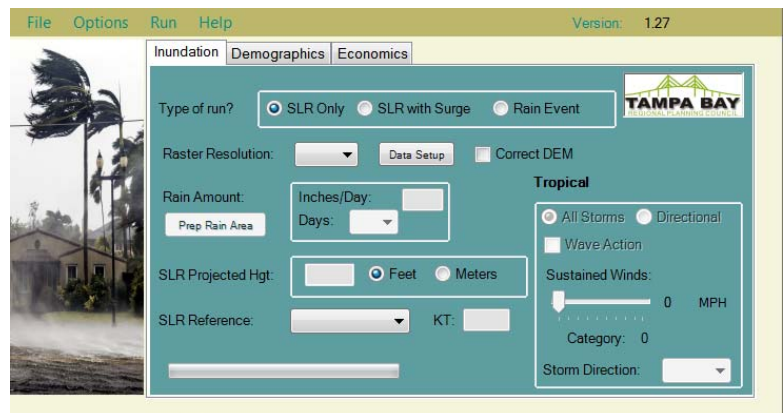 File Options Run Help Version: 1.27
Inundation Demographics Economics
Type of run? SLR Only SLR with Surge Rain Event
TAMPA BAY
REGIONAL PLANNING COUNCIL
Raster Resolution: Data Setup Correct DEM
Tropical
Rain Amount: Inches/Day:
All Storms Directional
Prep Rain Area Days:
Wave Action
SLR Projected Hgt: Feet Meters Sustained Winds:
0 MPH
SLR Reference: KT:
Category: 0
Storm Direction: